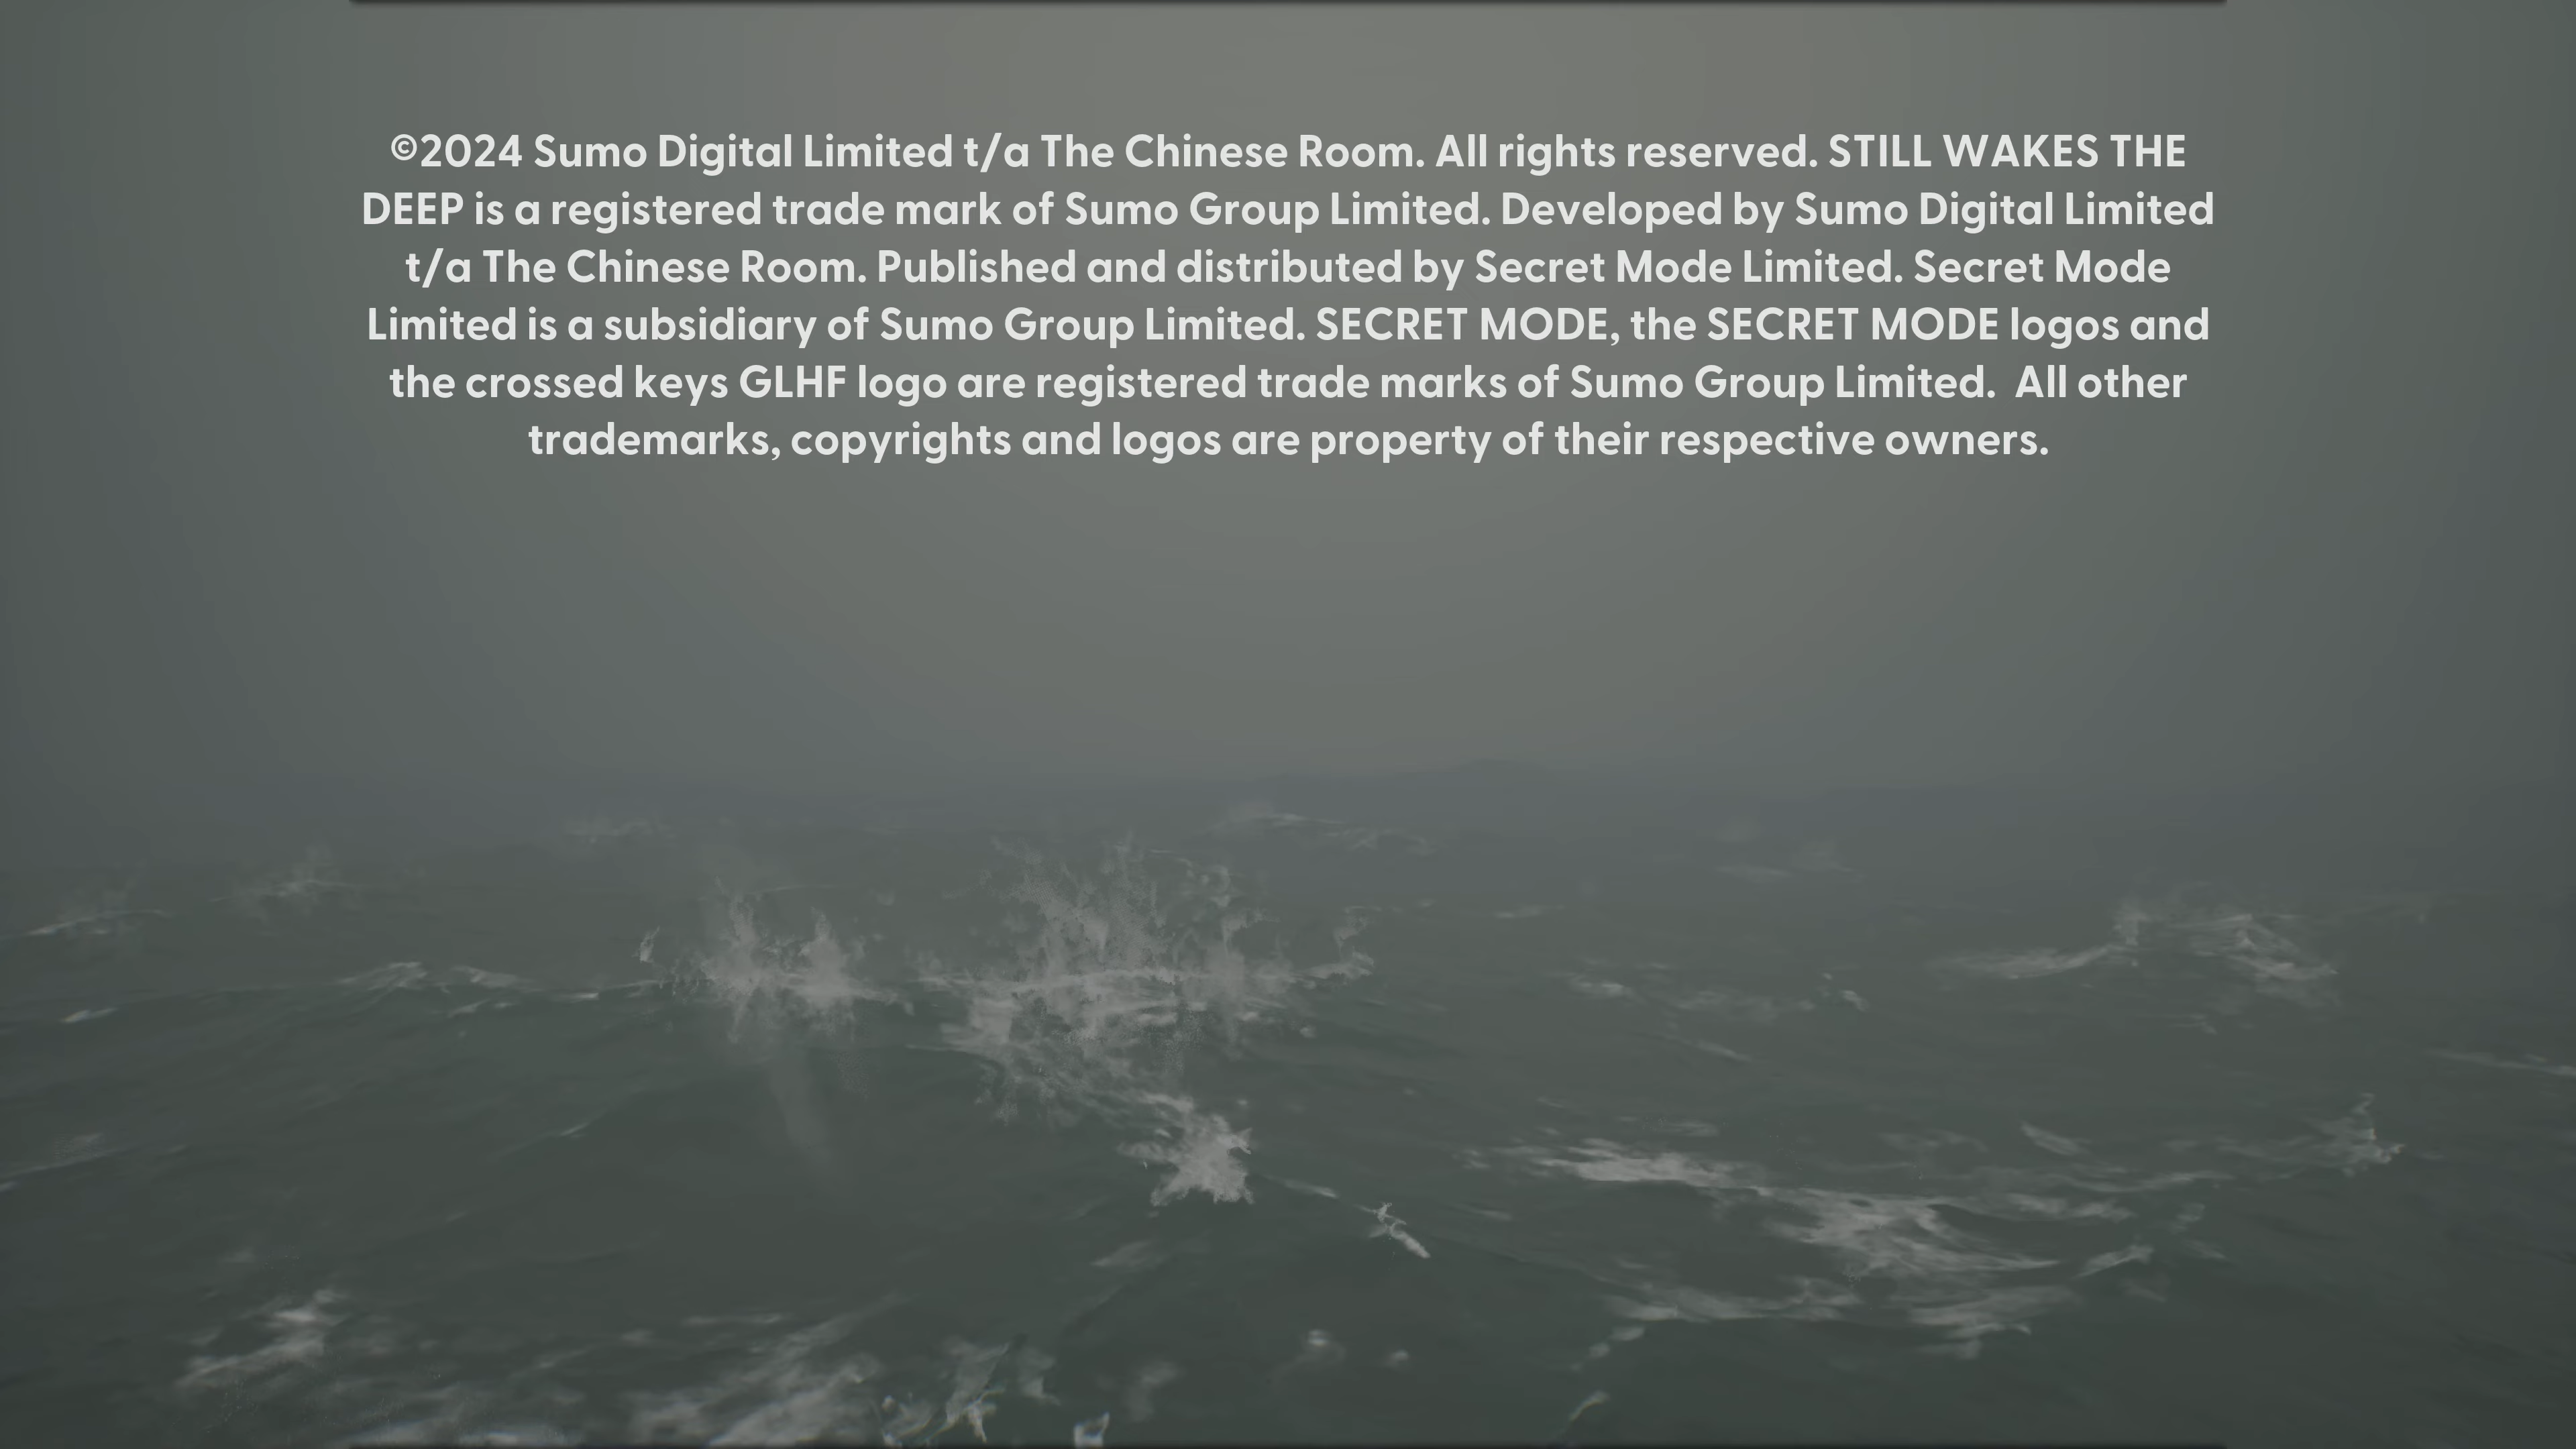 ©2024 Sumo Digital Limited t/a The Chinese Room. All rights reserved. STILL WAKES THE
DEEP is a registered trade mark of Sumo Group Limited. Developed by Sumo Digital Limited
t/a The Chinese Room. Published and distributed by Secret Mode Limited. Secret Mode
Limited is a subsidiary of Sumo Group Limited. SECRET MODE, the SECRET MODE logos and
the crossed keys GLHF logo are registered trade marks of Sumo Group Limited.  All other
trademarks, copyrights and logos are property of their respective owners.